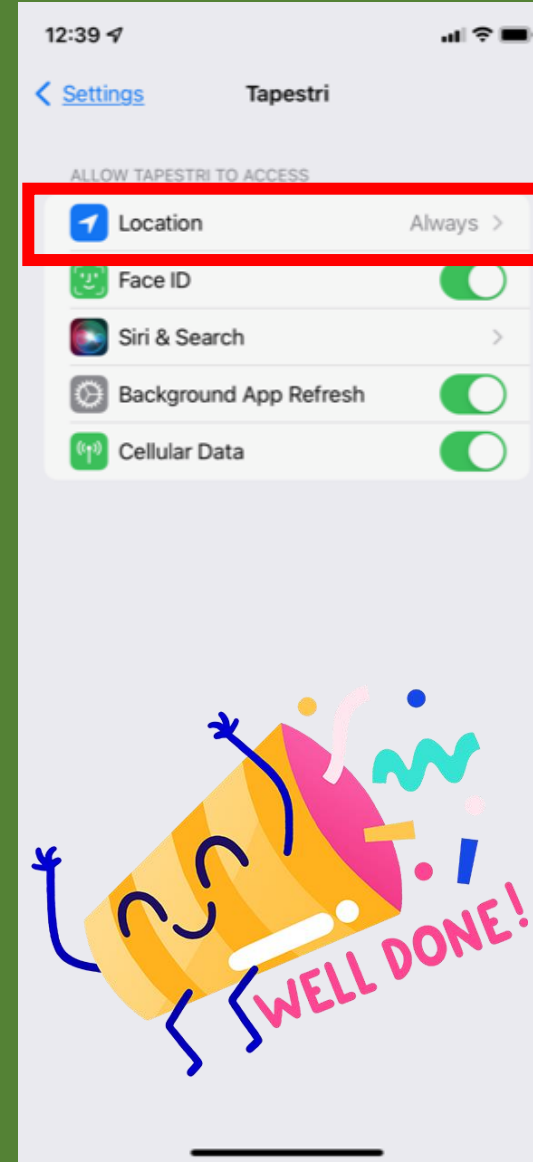 12:39
Settings Tapestri
ALLOW TAPESTRI TO ACCESS
Location Always
Face ID
Siri & Search
Background App Refresh
Cellular Data
WELL DONE!